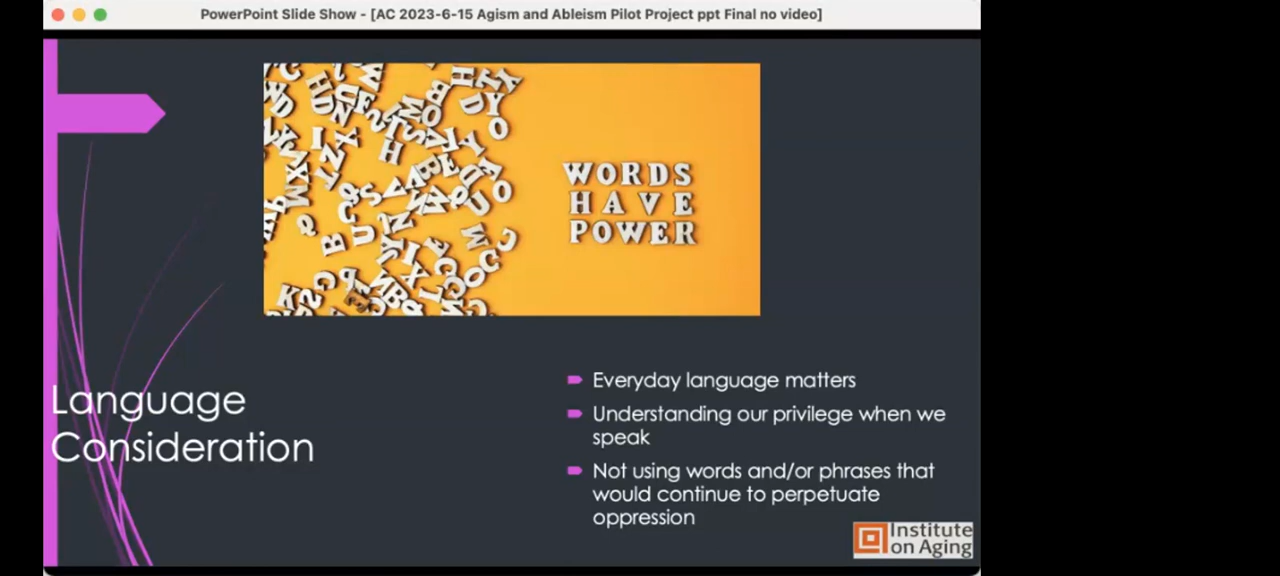 PowerPoint Slide Show - [AC 2023-6-15 Agism and Ableism Pilot Project ppt Final no video]
WORDS
HAVE
POWER
Language
Consideration
Everyday language matters
Understanding our privilege when we
speak
Not using words and/or phrases that
would continue to perpetuate
oppression
Institute
on Aging